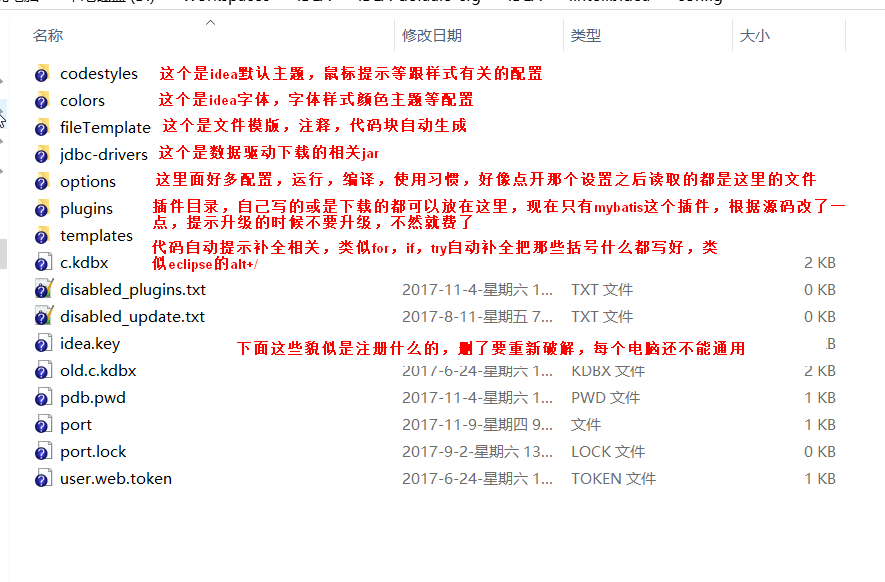 名称 修改日期 类型 大小
codestyles 这个是idea默认主题，鼠标提示等跟样式有关的配置
colors 这个是idea字体，字体样式颜色主题等配置
fileTemplate 这个是文件模版，注释，代码块自动生成
jdbc-drivers 这个是数据驱动下载的相关jar
options 这里面好多配置，运行，编译，使用习惯，好像点开那个设置之后读取的都是这里的文件
plugins 插件目录，自己写的或是下载的都可以放在这里，现在只有mybatis这个插件，根据源码改了一
点，提示升级的时候不要升级，不然就费了
templates 代码自动提示补全相关，类似for，if，try自动补全把那些括号什么都写好，类
似eclipse的alt+/
c.kdbx 2 KB
disabled_plugins.txt 2017-11-4-星期六 1... TXT 文件 0 KB
disabled_update.txt 2017-8-11-星期五 7... TXT 文件 0 KB
idea.key
下面这些貌似是注册什么的，删了要重新破解，每个电脑还不能通用
old.c.kdbx 2017-6-24-星期六 1... KDBX 文件 2 KB
pdb.pwd 2017-11-4-星期六 1... PWD 文件 1 KB
port 2017-11-9-星期四 9... 文件 1 KB
port.lock 2017-9-2-星期六 13... LOCK 文件 0 KB
user.web.token 2017-6-24-星期六 1... TOKEN 文件 1 KB